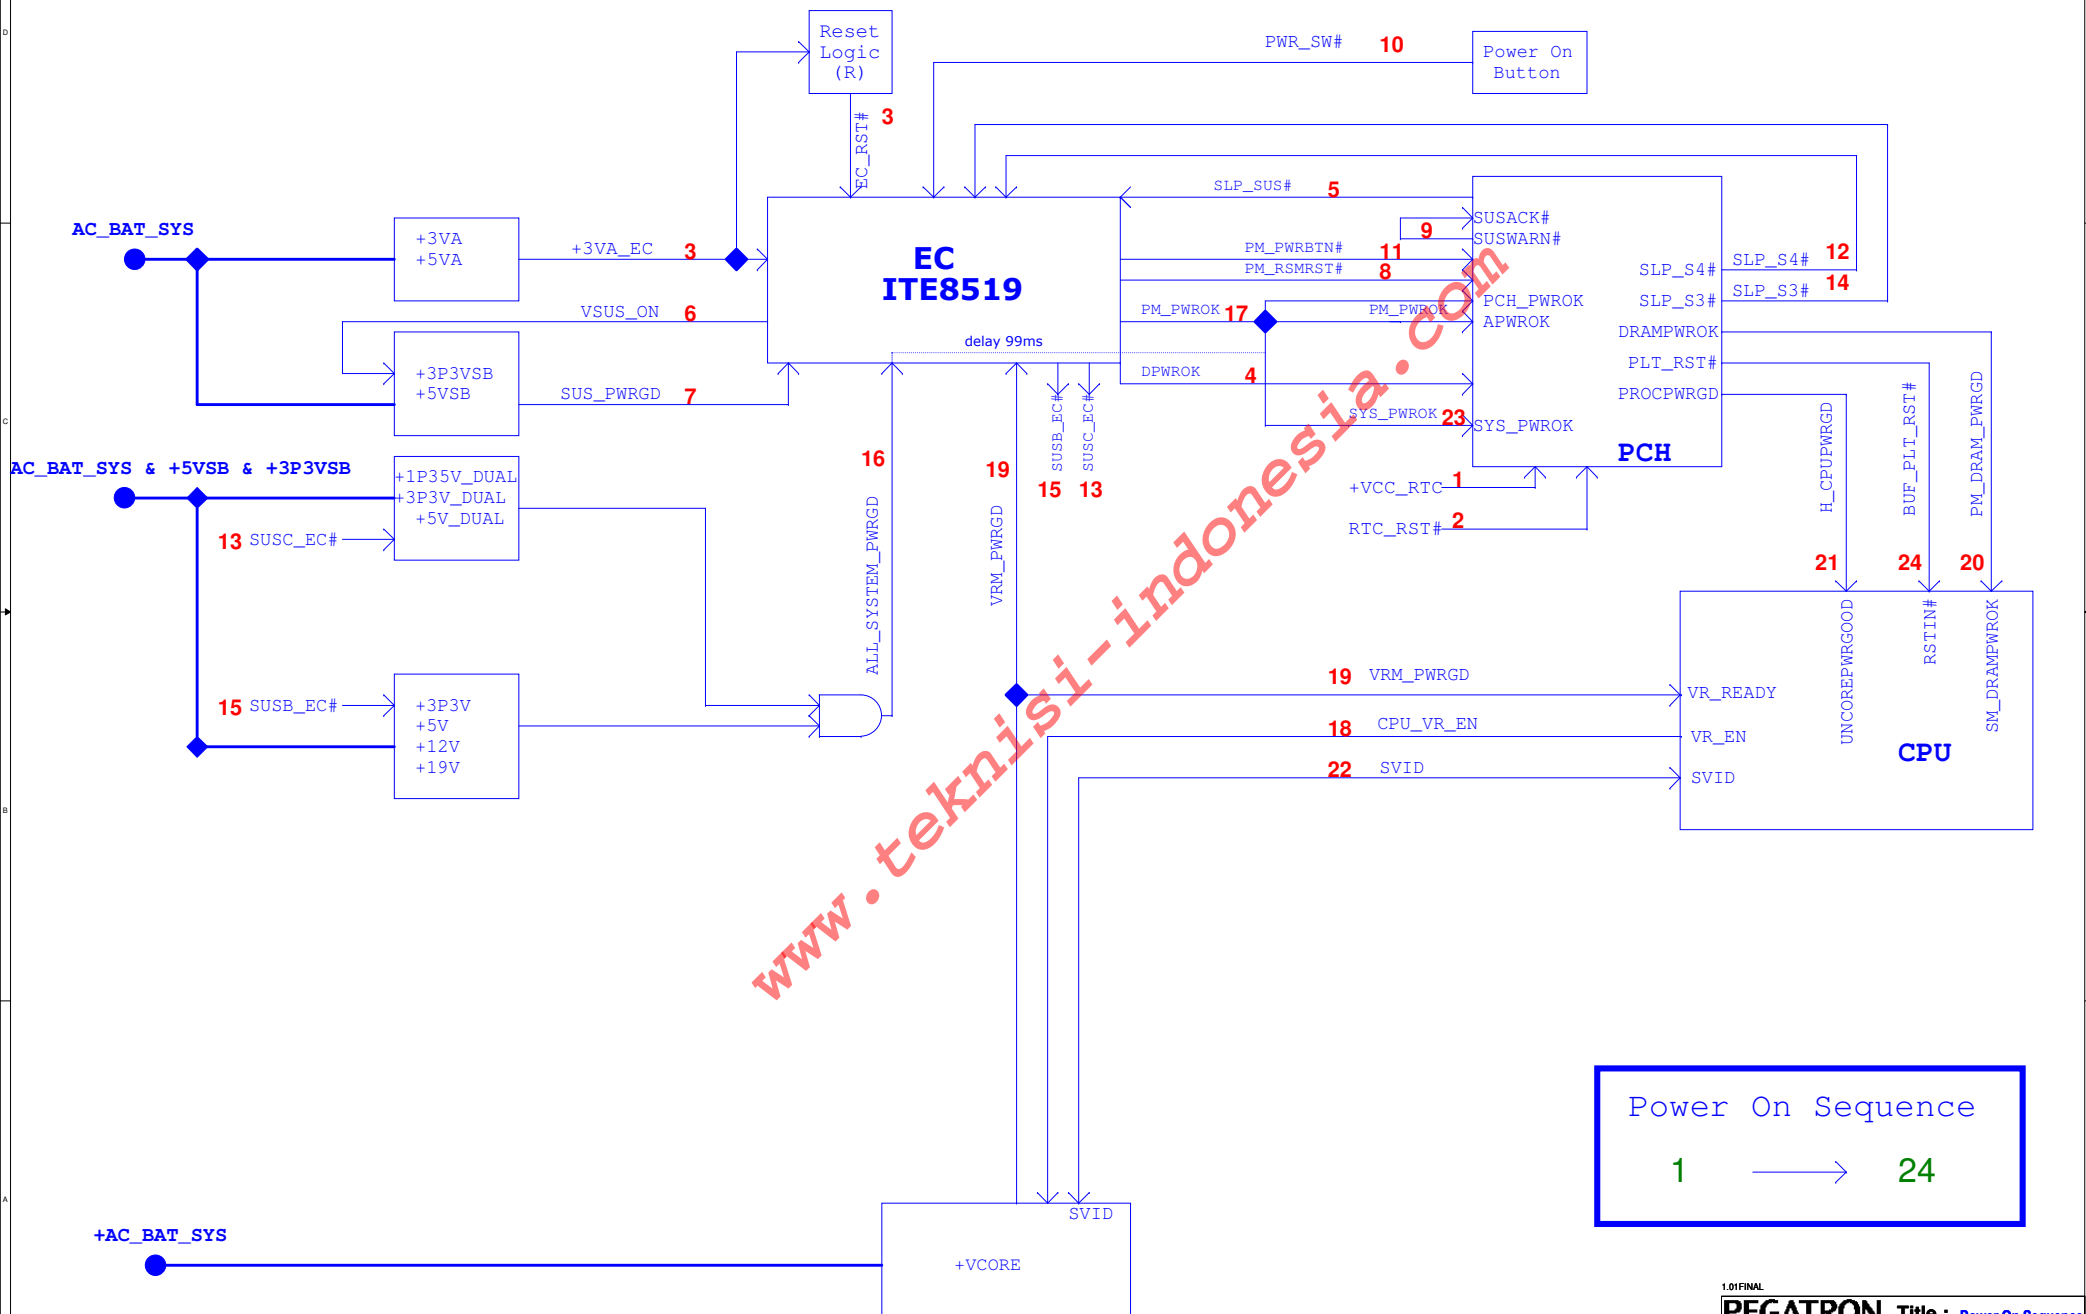 D
Reset
Logic
(R)
PWR_SW# 10
Power On
Button
EC_RST# 3
AC_BAT_SYS
+3VA
+5VA
+3VA_EC 3
EC
ITE8519
SLP_SUS# 5
SUSACK#
9 SUSWARN#
PM_PWRBTN# 11
PM_RSMRST# 8
PCH_PWROK
PM_PWROK 17 PM_PWROK APWROK
SLP_S4# SLP_S4# 12
SLP_S3# SLP_S3# 14
DRAMPWROK
PLT_RST#
PROCPWRGD
VSUS_ON 6
delay 99ms
DPWROK 4
+3P3VSB
+5VSB
SUS_PWRGD 7
SYS_PWROK 23 SYS_PWROK
PCH
C
AC_BAT_SYS & +5VSB & +3P3VSB
+1P35V_DUAL
+3P3V_DUAL
+5V_DUAL
13 SUSC_EC#
16
ALL_SYSTEM_PWRGD
19
VRM_PWRGD
SUSB_EC#
15
SUSC_EC#
13
+VCC_RTC 1
RTC_RST# 2
H_CPUPWRGD
21
BUF_PLT_RST#
24
PM_DRAM_PWRGD
20
UNCOREPWRGOOD
RSTIN#
SM_DRAMPWROK
15 SUSB_EC#
+3P3V
+5V
+12V
+19V
19 VRM_PWRGD VR_READY
18 CPU_VR_EN VR_EN
22 SVID SVID
CPU
B
www.teknisi-indonesia.com
Power On Sequence
1 24
A
SVID
+AC_BAT_SYS
+VCORE
1.01FINAL
PEGATRON Title : Power On Sequence